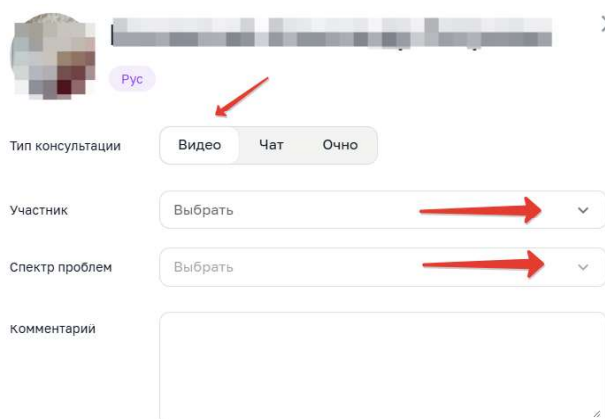 Рус
Тип консультации
Видео Чат Очно
Участник
Выбрать
Спектр проблем
Выбрать
Комментарий